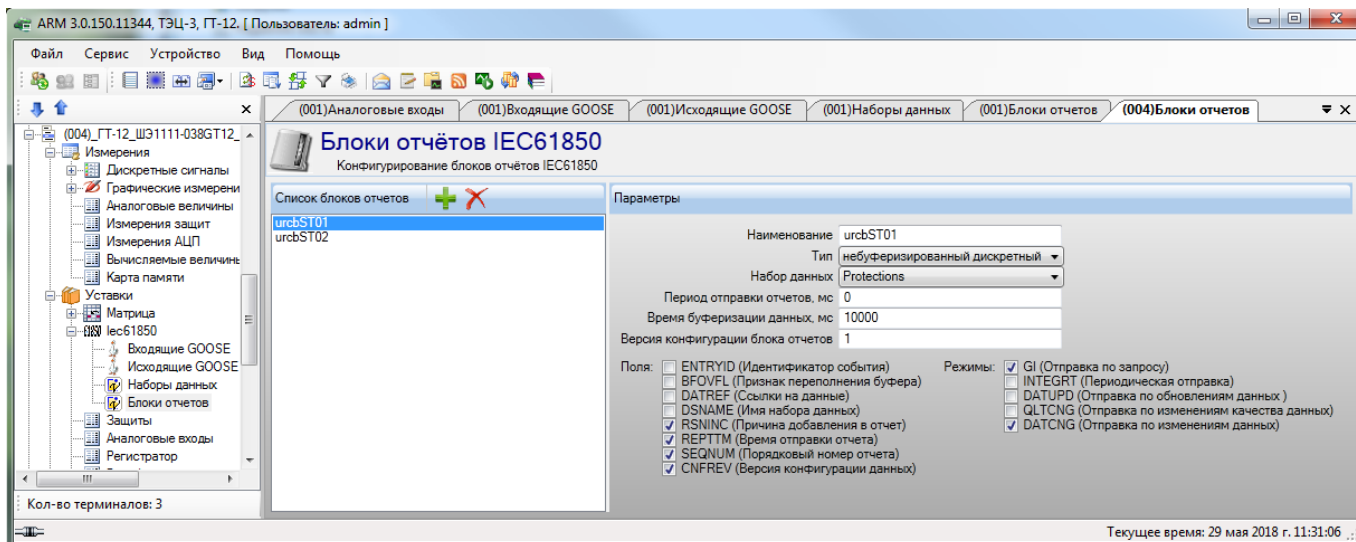 ARM 3.0.150.11344, ТЭЦ-3, ГТ-12. [ Пользователь: admin ]
Файл Сервис Устройство Вид Помощь
(001)Аналоговые входы (001)Входящие GOOSE (001)Исходящие GOOSE (001)Наборы данных (001)Блоки отчетов (004)Блоки отчетов
(004)_ГТ-12_ШЭ1111-038GT12_
Измерения
Дискретные сигналы
Графические измерени
Аналоговые величины
Измерения защит
Измерения АЦП
Вычисляемые величинь
Карта памяти
Уставки
Матрица
Iec61850
Входящие GOOSE
Исходящие GOOSE
Наборы данных
Блоки отчетов
Защиты
Аналоговые входы
Регистратор
Кол-во терминалов: 3
Блоки отчётов IEC61850
Конфигурирование блоков отчётов IEC61850
Список блоков отчетов
urcbST01
urcbST02
Параметры
Наименование urcbST01
Тип небуферизированный дискретный
Набор данных Protections
Период отправки отчетов, мс 0
Время буферизации данных, мс 10000
Версия конфигурации блока отчетов 1
Поля: ENTRYID (Идентификатор события)
BFOVFL (Признак переполнения буфера)
DATREF (Ссылки на данные)
DSNAME (Имя набора данных)
RSNINC (Причина добавления в отчет)
REPTTM (Время отправки отчета)
SEQNUM (Порядковый номер отчета)
CNFREV (Версия конфигурации данных)
Режимы: GI (Отправка по запросу)
INTEGRT (Периодическая отправка)
DATUPD (Отправка по обновлениям данных )
QLTCNG (Отправка по изменениям качества данных)
DATCNG (Отправка по изменениям данных)
Текущее время: 29 мая 2018 г. 11:31:06